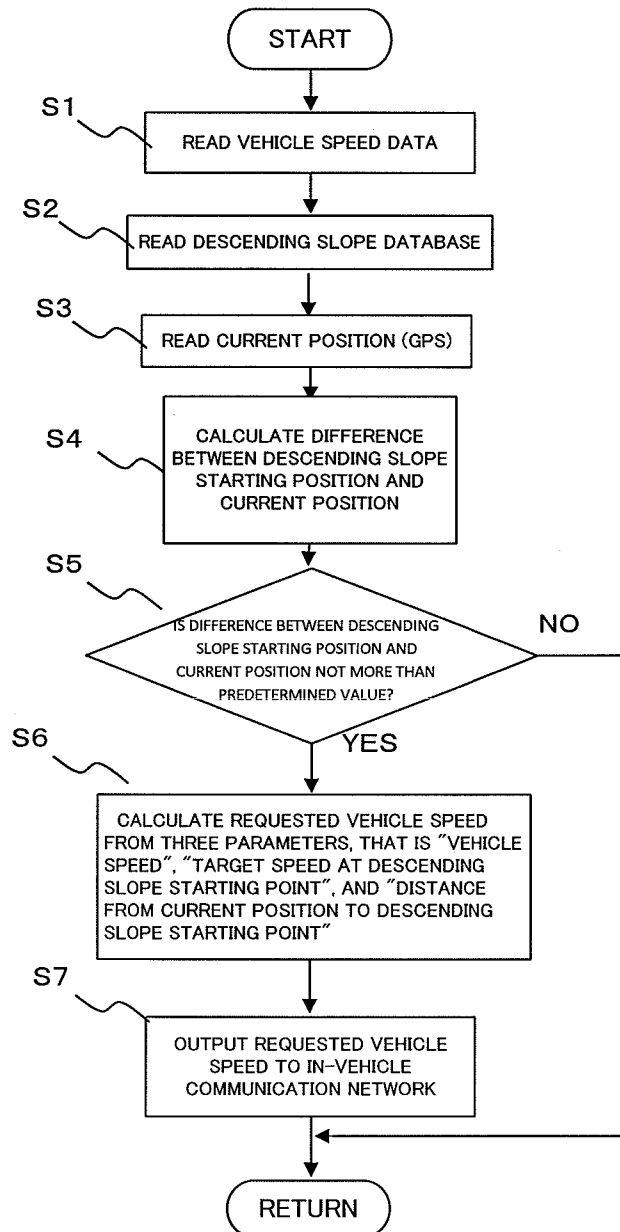 START
S1
READ VEHICLE SPEED DATA
S2
READ DESCENDING SLOPE DATABASE
S3
READ CURRENT POSITION (GPS)
S4
CALCULATE DIFFERENCE
BETWEEN DESCENDING SLOPE
STARTING POSITION AND
CURRENT POSITION
S5
IS DIFFERENCE BETWEEN DESCENDING
SLOPE STARTING POSITION AND
CURRENT POSITION NOT MORE THAN
PREDETERMINED VALUE?
NO
YES
S6
CALCULATE REQUESTED VEHICLE SPEED
FROM THREE PARAMETERS, THAT IS "VEHICLE
SPEED", "TARGET SPEED AT DESCENDING
SLOPE STARTING POINT", AND "DISTANCE
FROM CURRENT POSITION TO DESCENDING
SLOPE STARTING POINT"
S7
OUTPUT REQUESTED VEHICLE
SPEED TO IN-VEHICLE
COMMUNICATION NETWORK
RETURN